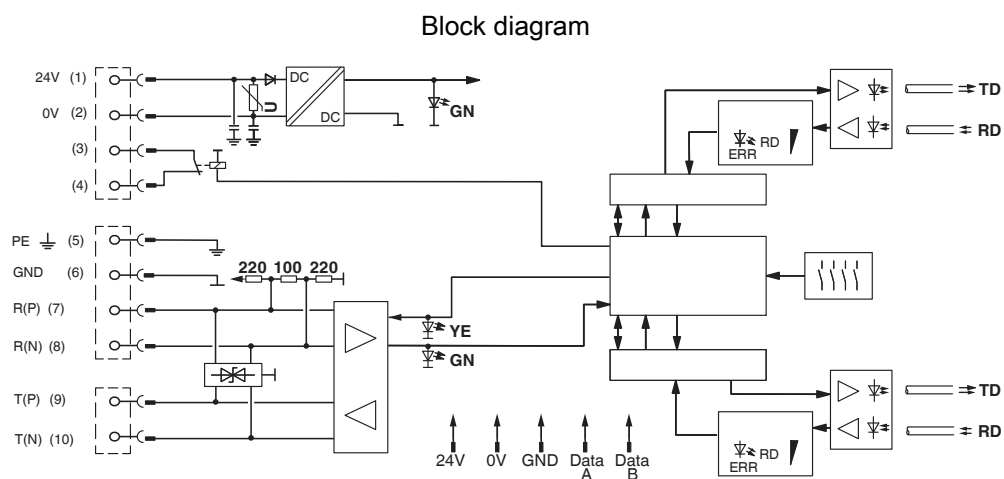 Block diagram
24V (1)
0V (2)
(3)
(4)
U
DC
DC
GN
PE (5)
GND (6)
R(P) (7)
R(N) (8)
T(P) (9)
T(N) (10)
220 100 220
YE
GN
24V 0V GND Data A Data B
RD
ERR
TD
RD
RD
ERR
TD
RD